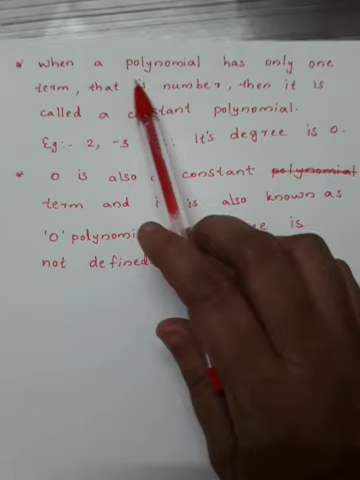 * When a polynomial has only one
term, that is number, then it is
called a constant polynomial.
Eg:- 2, -3 It's degree is 0.
* 0 is also constant polynomial
term and is also known as
'0' polynomi is
not defined